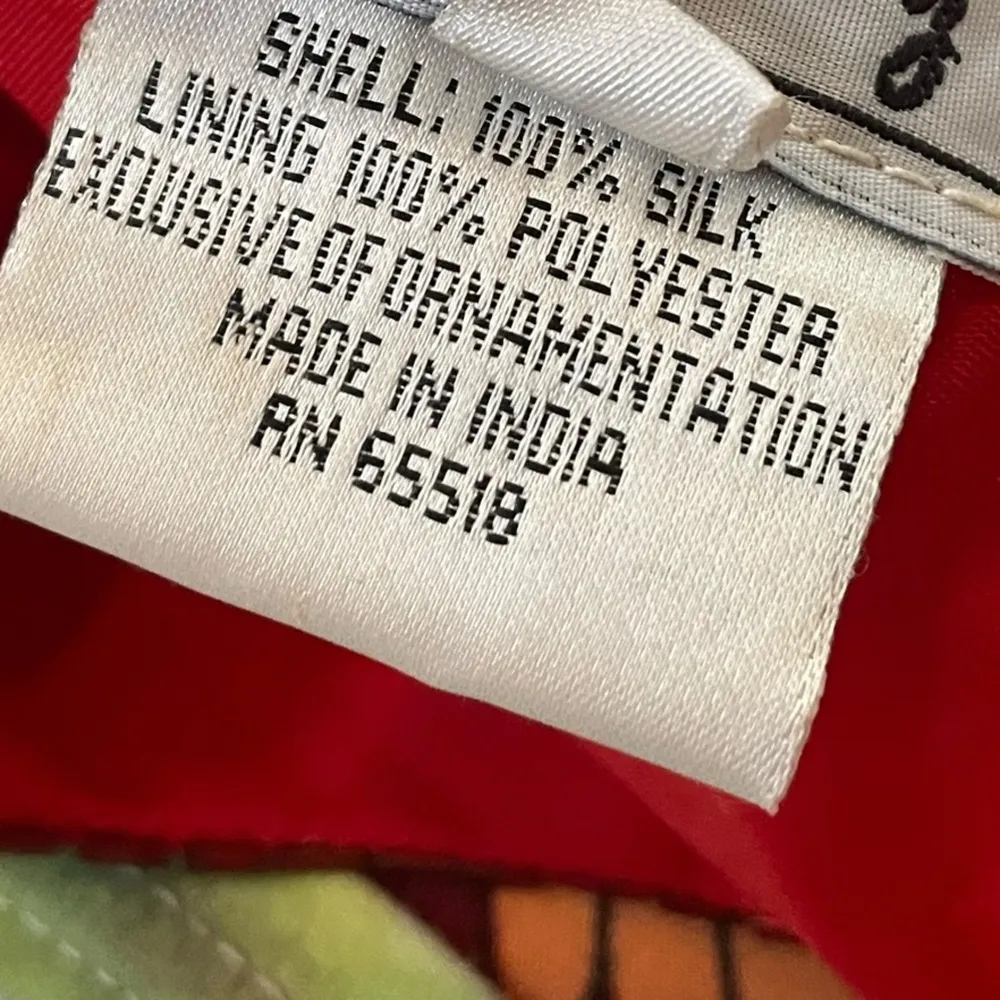 SHELL: 100% SILK
LINING 100% POLYESTER
EXCLUSIVE OF ORNAMENTATION
MADE IN INDIA
RN 65518